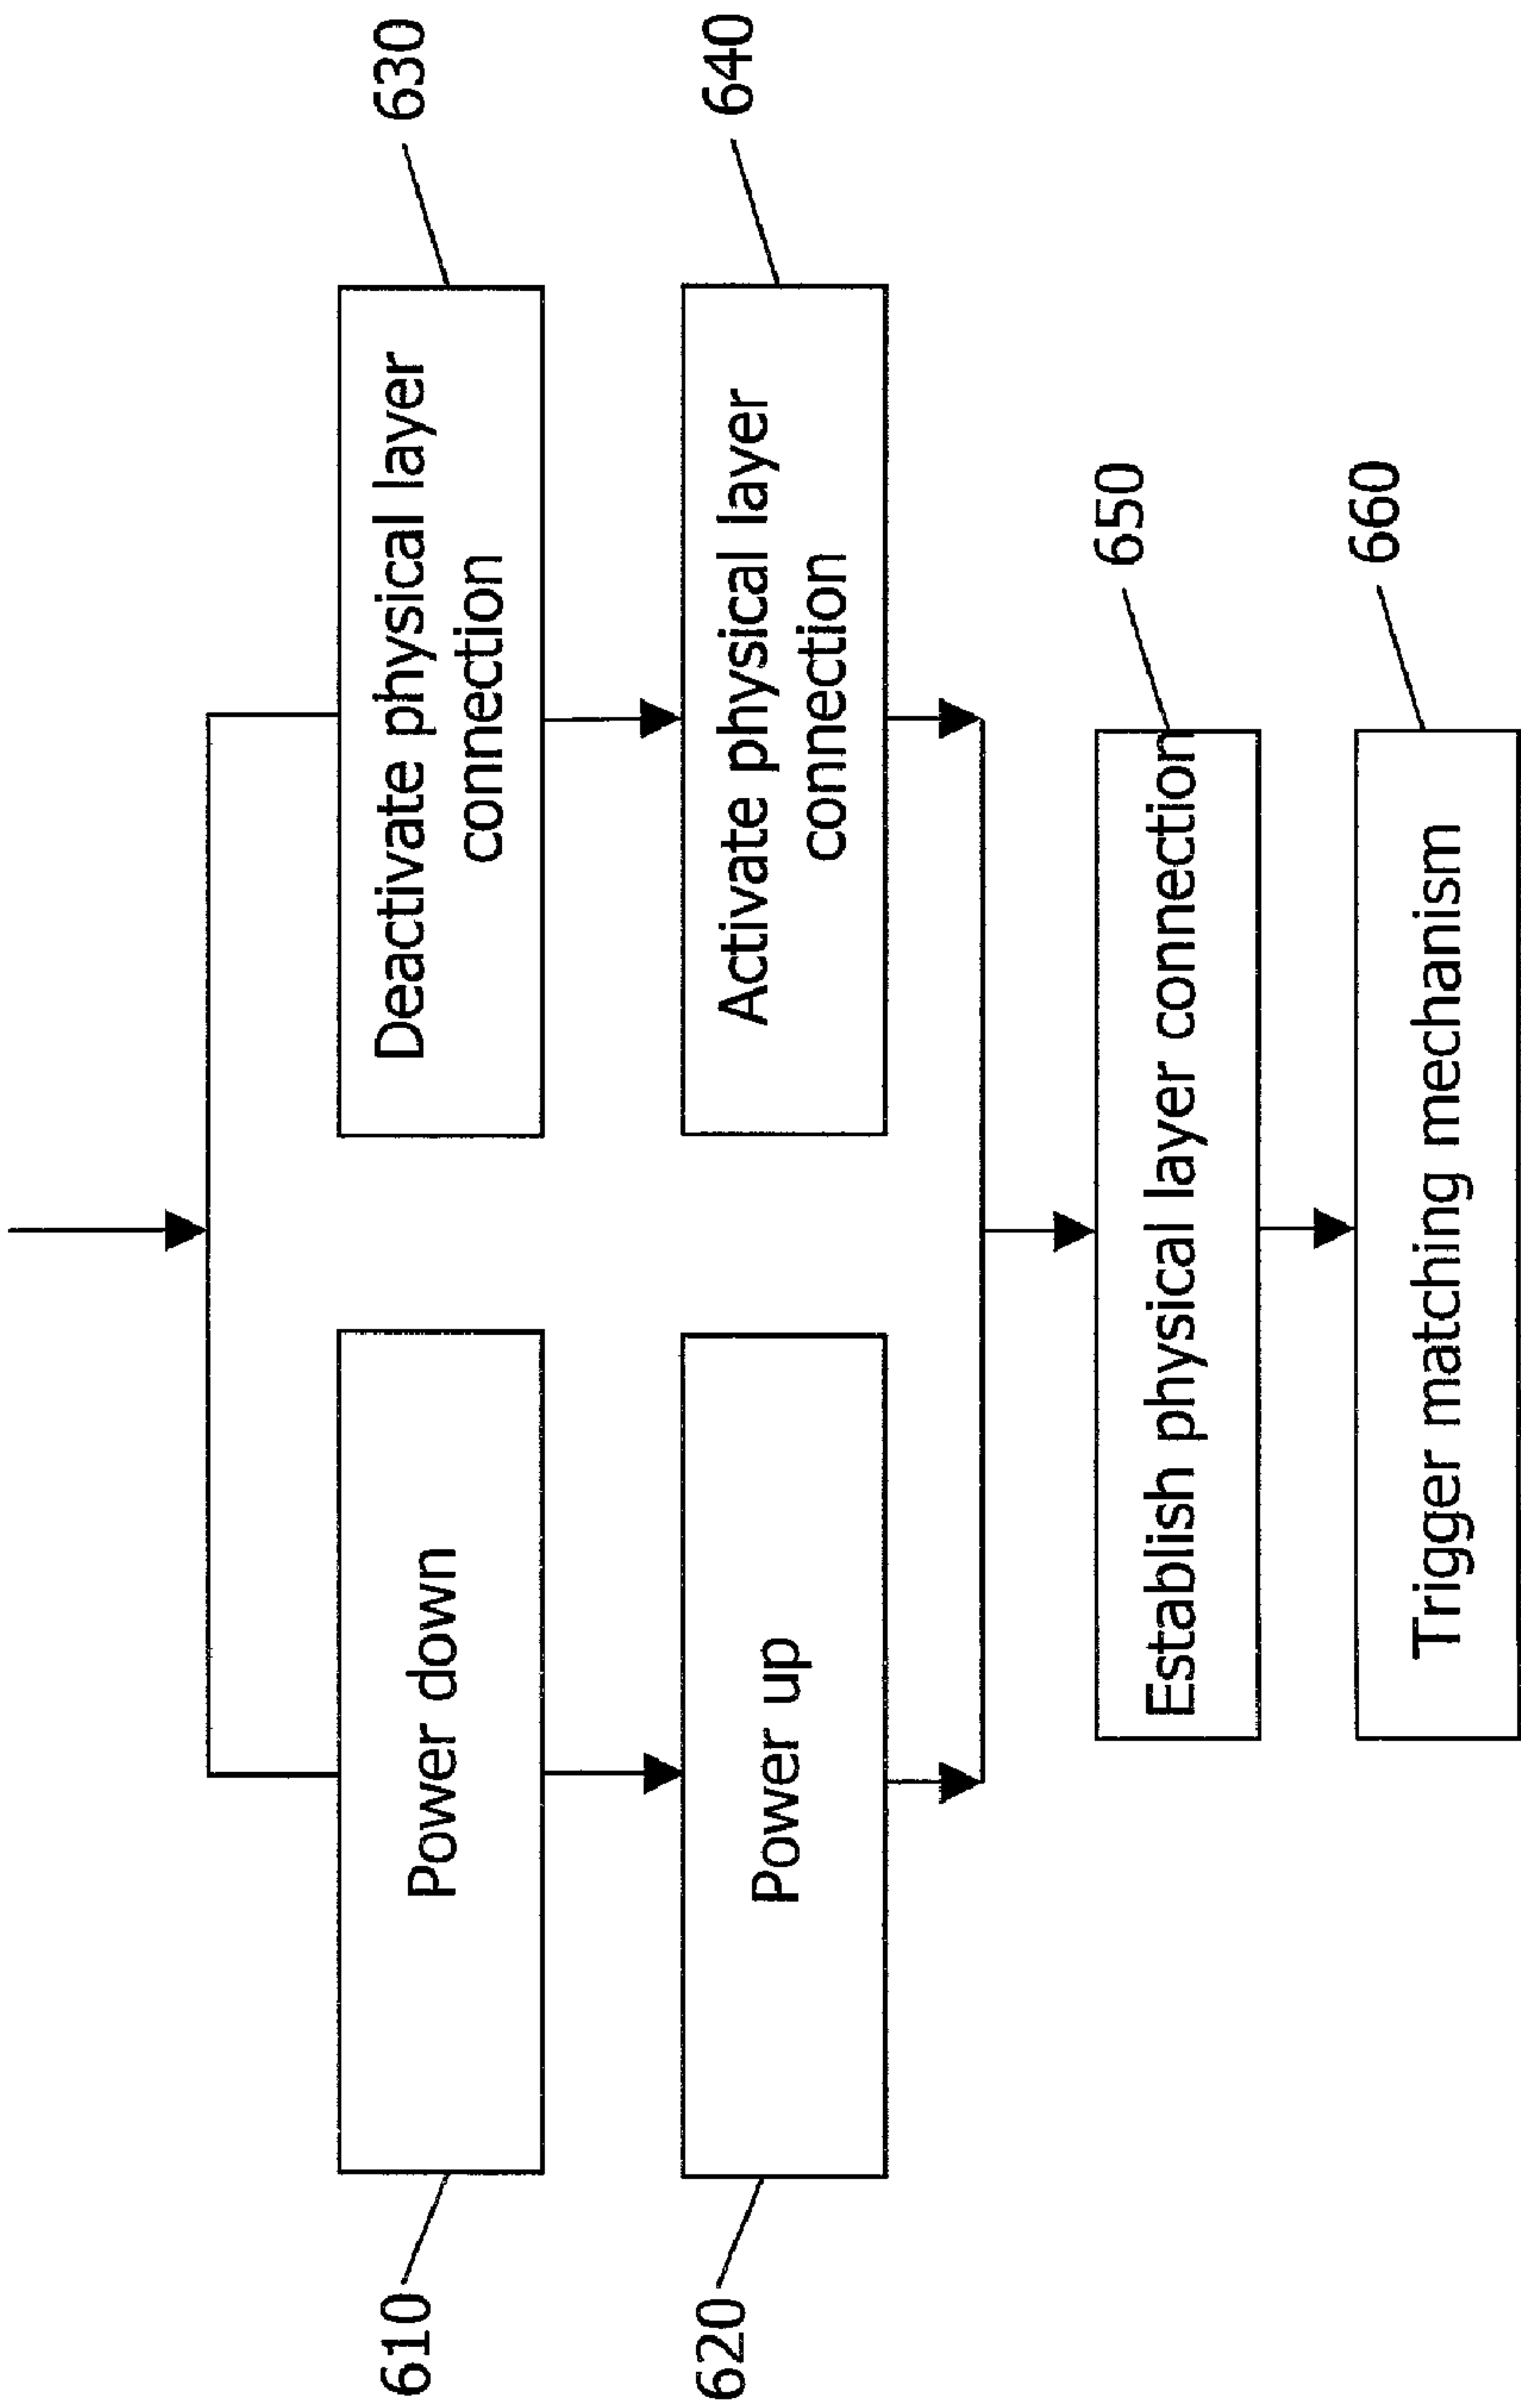 610
Power down
Deactivate physical layer
connection
630
620
Power up
Activate physical layer
connection
640
Establish physical layer connection
650
Trigger matching mechanism
660